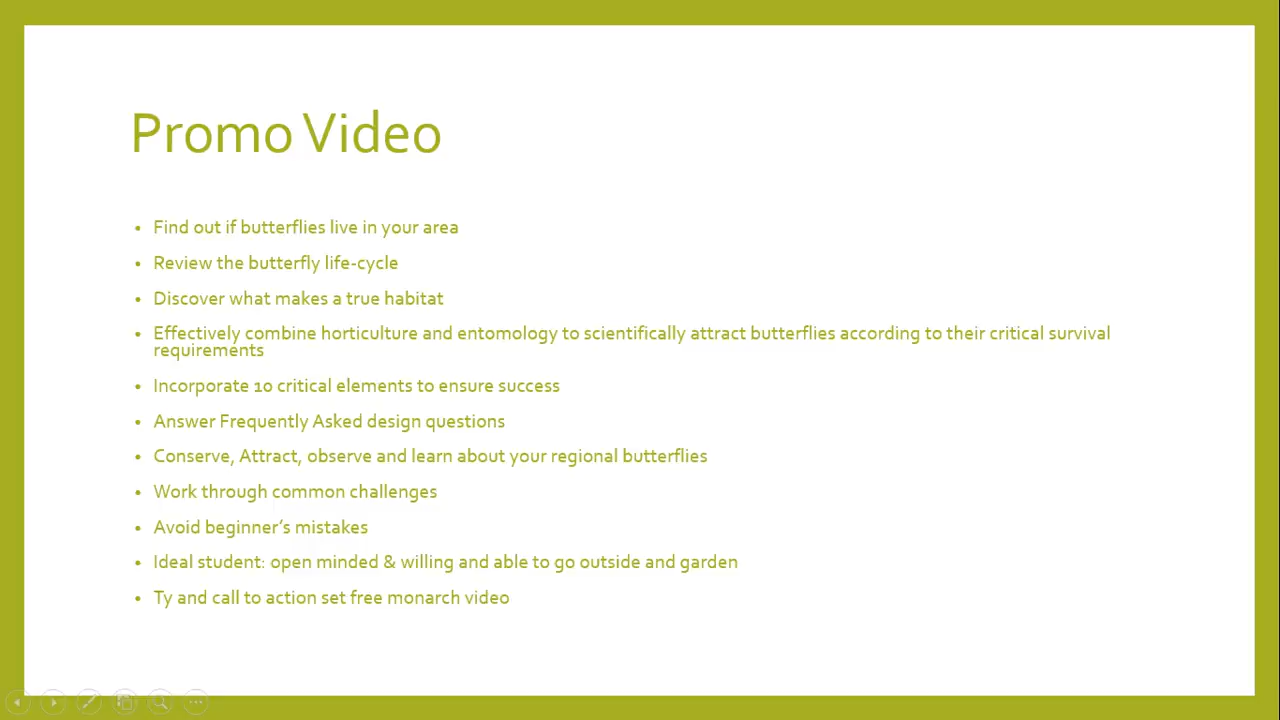 Promo Video
• Find out if butterflies live in your area
• Review the butterfly life-cycle
• Discover what makes a true habitat
• Effectively combine horticulture and entomology to scientifically attract butterflies according to their critical survival
requirements
• Incorporate 10 critical elements to ensure success
• Answer Frequently Asked design questions
• Conserve, Attract, observe and learn about your regional butterflies
• Work through common challenges
• Avoid beginner’s mistakes
• Ideal student: open minded & willing and able to go outside and garden
• Ty and call to action set free monarch video